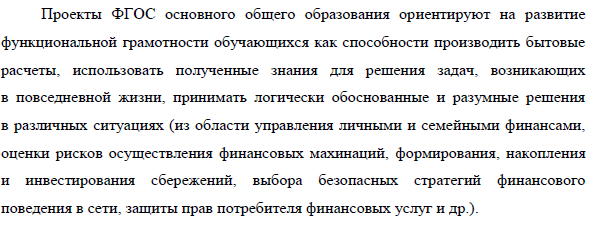 Проекты ФГОС основного общего образования ориентируют на развитие
функциональной грамотности обучающихся как способности производить бытовые
расчеты, использовать полученные знания для решения задач, возникающих
в повседневной жизни, принимать логически обоснованные и разумные решения
в различных ситуациях (из области управления личными и семейными финансами,
оценки рисков осуществления финансовых махинаций, формирования, накопления
и инвестирования сбережений, выбора безопасных стратегий финансового
поведения в сети, защиты прав потребителя финансовых услуг и др.).